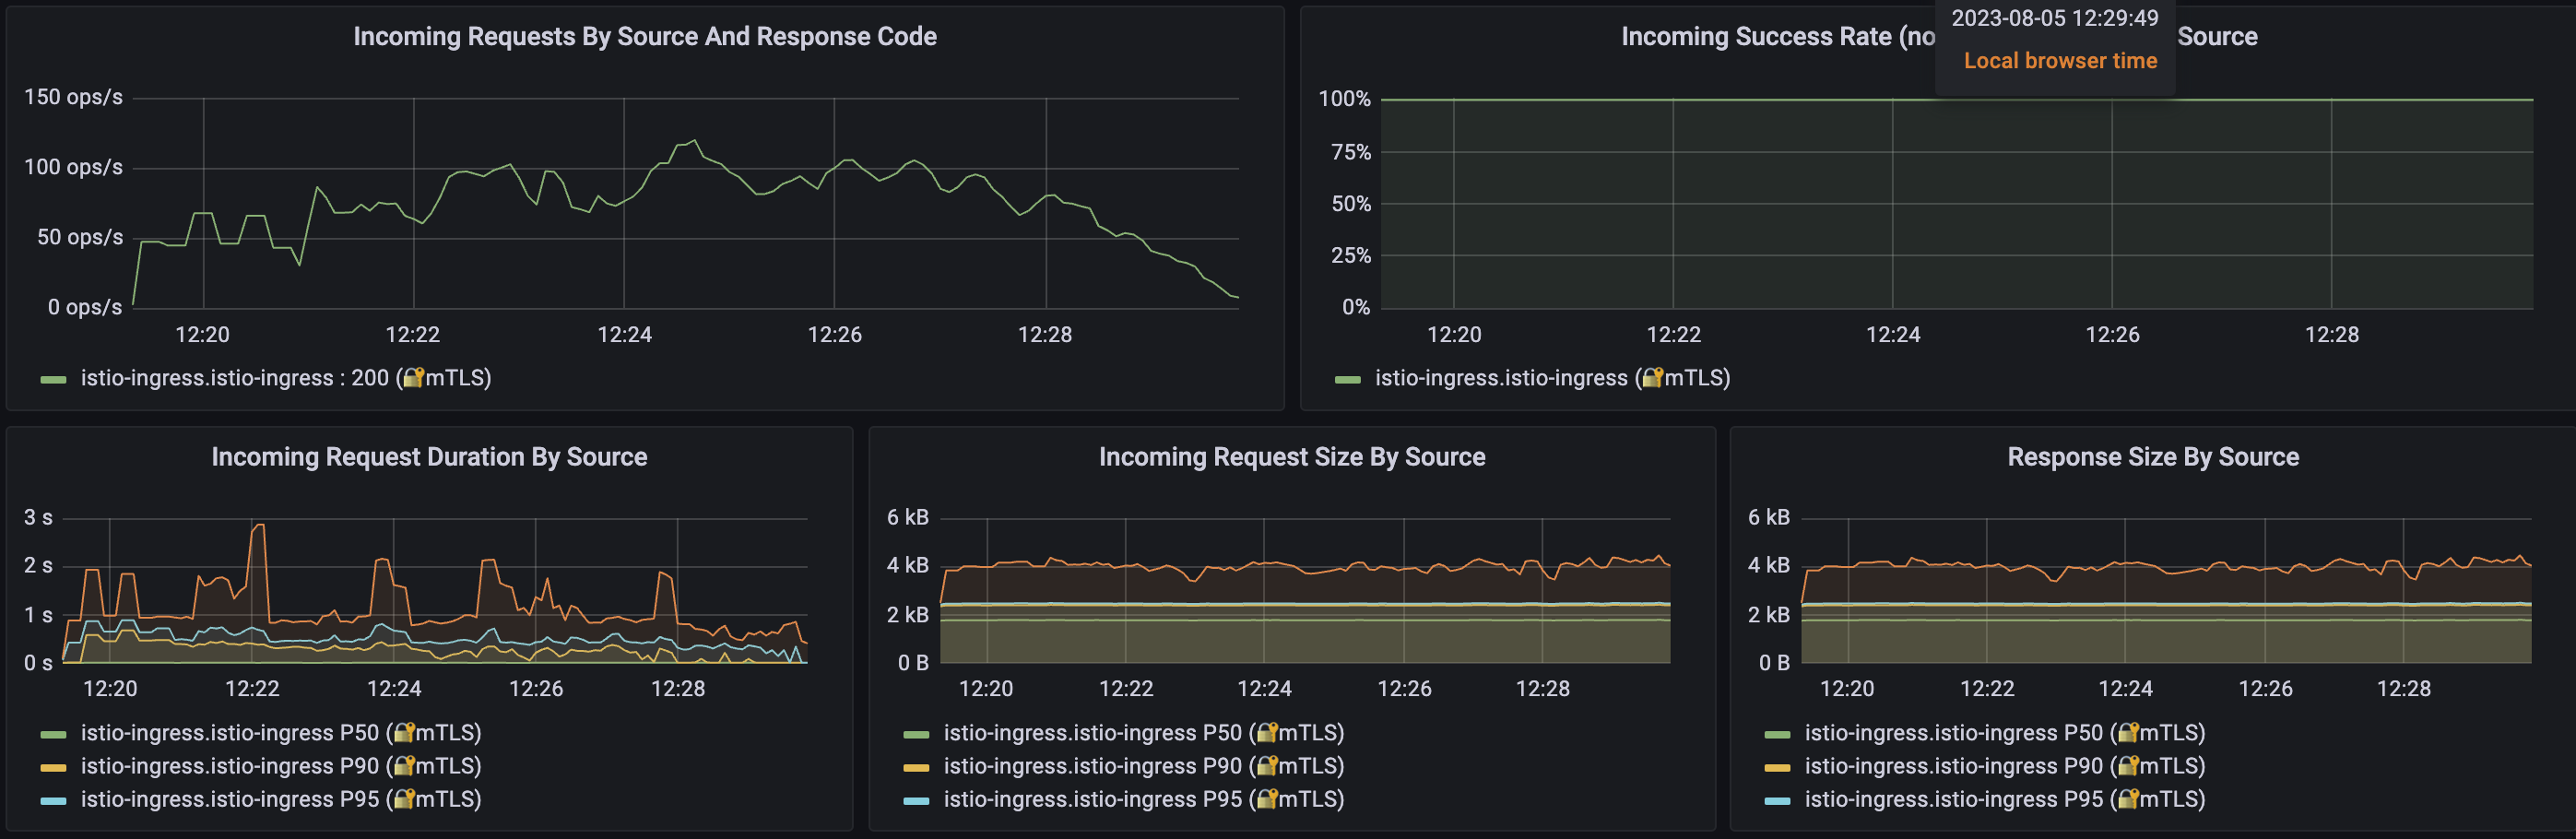 Incoming Requests By Source And Response Code
150 ops/s
100 ops/s
50 ops/s
0 ops/s
12:20 12:22 12:24 12:26 12:28
istio-ingress.istio-ingress : 200 (🔐mTLS)
2023-08-05 12:29:49
Local browser time
Incoming Success Rate (no Source
100%
75%
50%
25%
0%
12:20 12:22 12:24 12:26 12:28
istio-ingress.istio-ingress (🔐mTLS)
Incoming Request Duration By Source
3 s
2 s
1 s
0 s
12:20 12:22 12:24 12:26 12:28
istio-ingress.istio-ingress P50 (🔐mTLS)
istio-ingress.istio-ingress P90 (🔐mTLS)
istio-ingress.istio-ingress P95 (🔐mTLS)
Incoming Request Size By Source
6 kB
4 kB
2 kB
0 B
12:20 12:22 12:24 12:26 12:28
istio-ingress.istio-ingress P50 (🔐mTLS)
istio-ingress.istio-ingress P90 (🔐mTLS)
istio-ingress.istio-ingress P95 (🔐mTLS)
Response Size By Source
6 kB
4 kB
2 kB
0 B
12:20 12:22 12:24 12:26 12:28
istio-ingress.istio-ingress P50 (🔐mTLS)
istio-ingress.istio-ingress P90 (🔐mTLS)
istio-ingress.istio-ingress P95 (🔐mTLS)